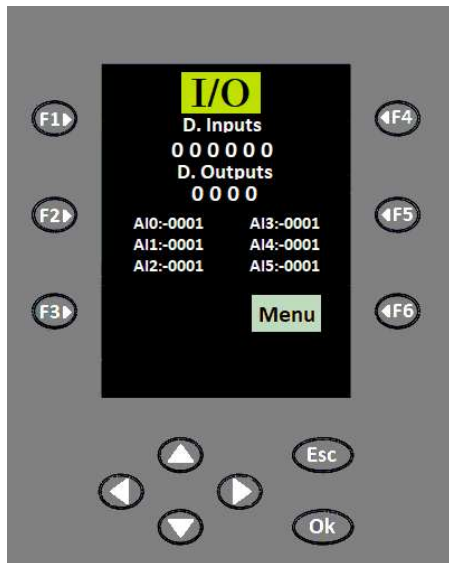 I/O
D. Inputs
F1
F4
0 0 0 0 0 0
D. Outputs
0 0 0 0
F2
F5
AI0:-0001 AI3:-0001
AI1:-0001 AI4:-0001
AI2:-0001 AI5:-0001
F3
Menu
F6
Esc
Ok